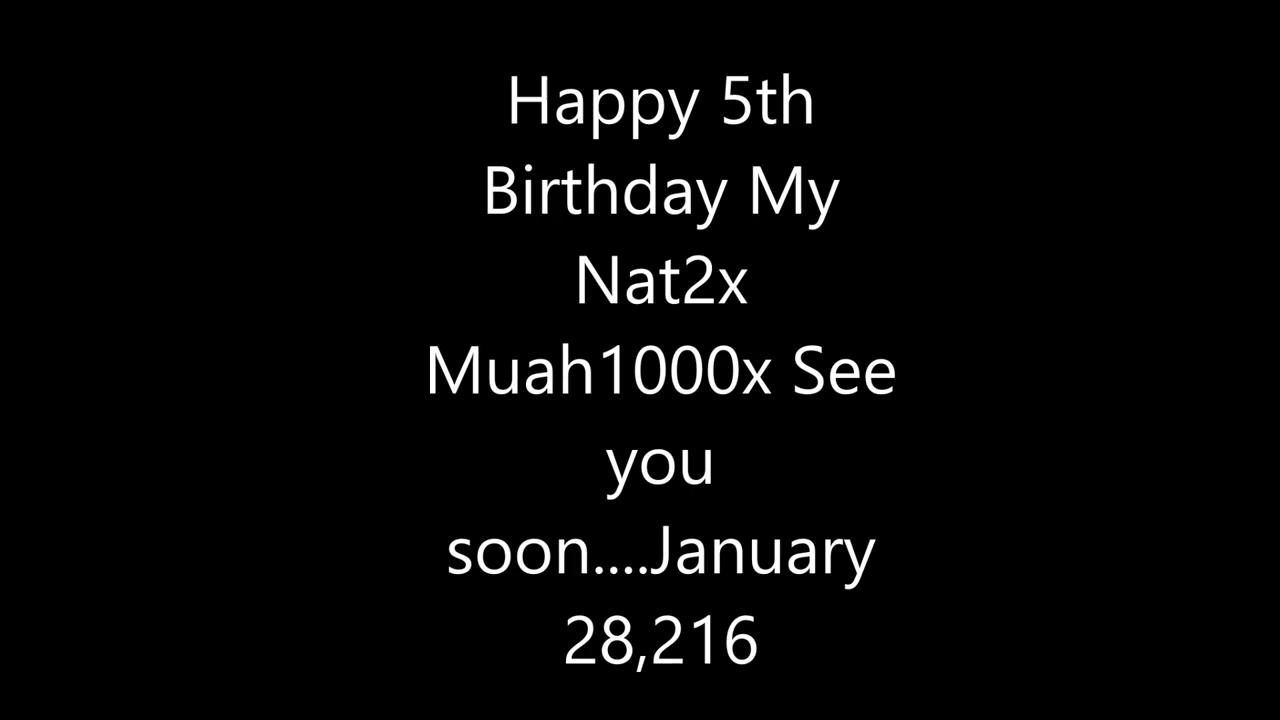 Happy 5th
Birthday My
Nat2x
Muah1000x See
you
soon....January
28,216